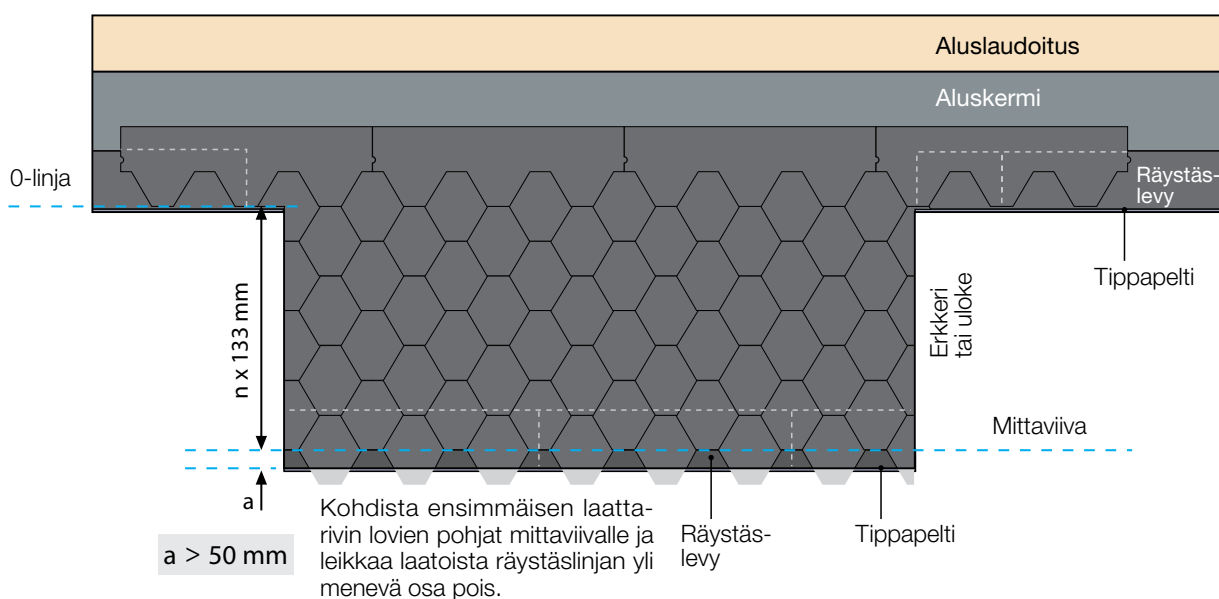 Aluslaudoitus
Aluskermi
0-linja
Räystäs-
levy
Tippapelti
n x 133 mm
Erkkeri
tai uloke
Mittaviiva
a
a > 50 mm
Kohdista ensimmäisen laatta-
rivin lovien pohjat mittaviivalle ja
leikkaa laatoista räystäslinjan yli
menevä osa pois.
Räystäs-
levy
Tippapelti